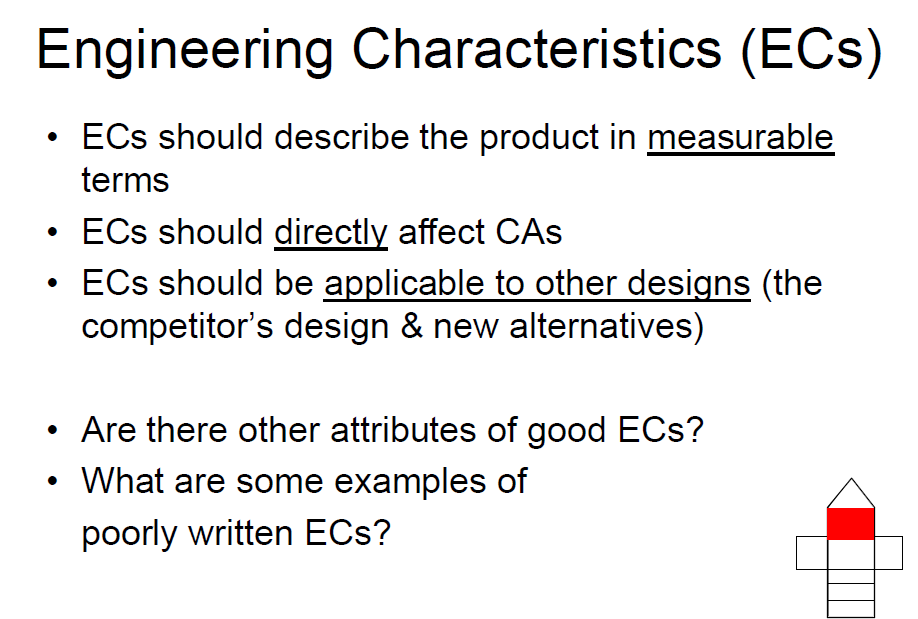 Engineering Characteristics (ECs)
• ECs should describe the product in measurable
terms
• ECs should directly affect CAs
• ECs should be applicable to other designs (the
competitor’s design & new alternatives)
• Are there other attributes of good ECs?
• What are some examples of
poorly written ECs?